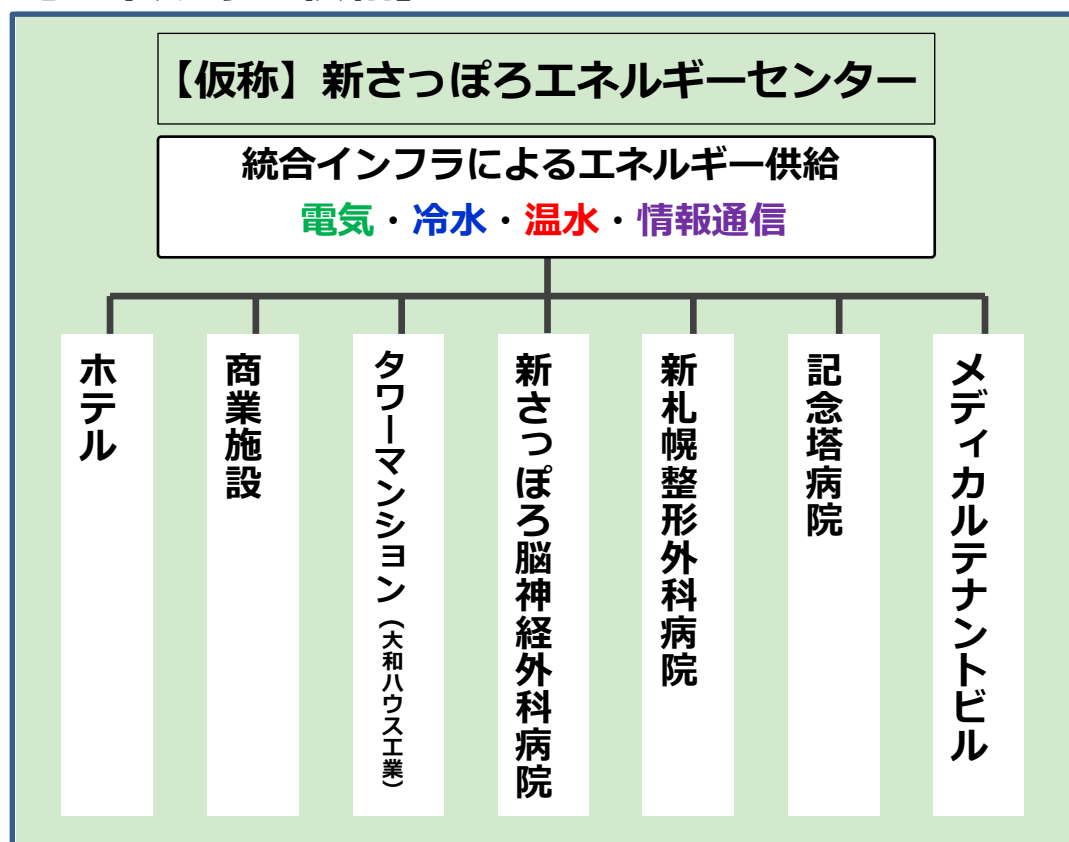 【仮称】新さっぽろエネルギーセンター
統合インフラによるエネルギー供給
電気・冷水・温水・情報通信
ホテル
商業施設
タワーマンション（大和ハウス工業）
新さっぽろ脳神経外科病院
新札幌整形外科病院
記念塔病院
メディカルテナントビル